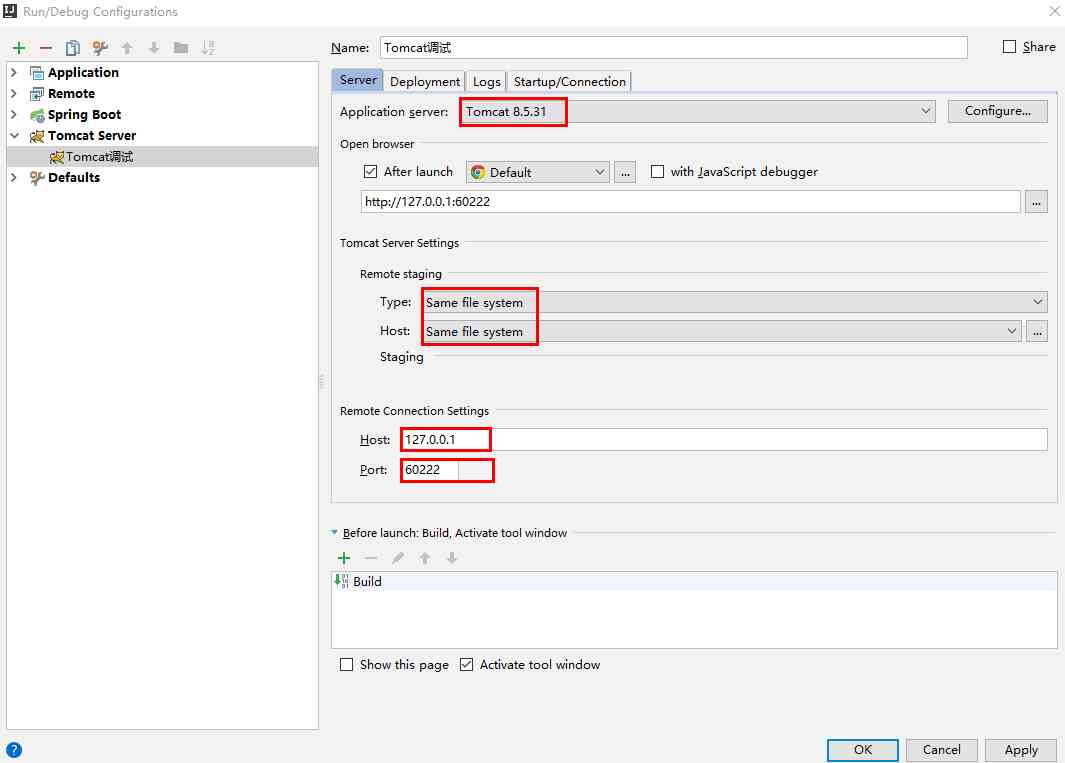 Run/Debug Configurations
Name: Tomcat调试 Share
Application
Remote
Spring Boot
Tomcat Server
Tomcat调试
Defaults
Server Deployment Logs Startup/Connection
Application server: Tomcat 8.5.31 Configure...
Open browser
After launch Default ... with JavaScript debugger
http://127.0.0.1:60222 ...
Tomcat Server Settings
Remote staging
Type: Same file system
Host: Same file system ...
Staging
Remote Connection Settings
Host: 127.0.0.1
Port: 60222
Before launch: Build, Activate tool window
Build
Show this page Activate tool window
? OK Cancel Apply